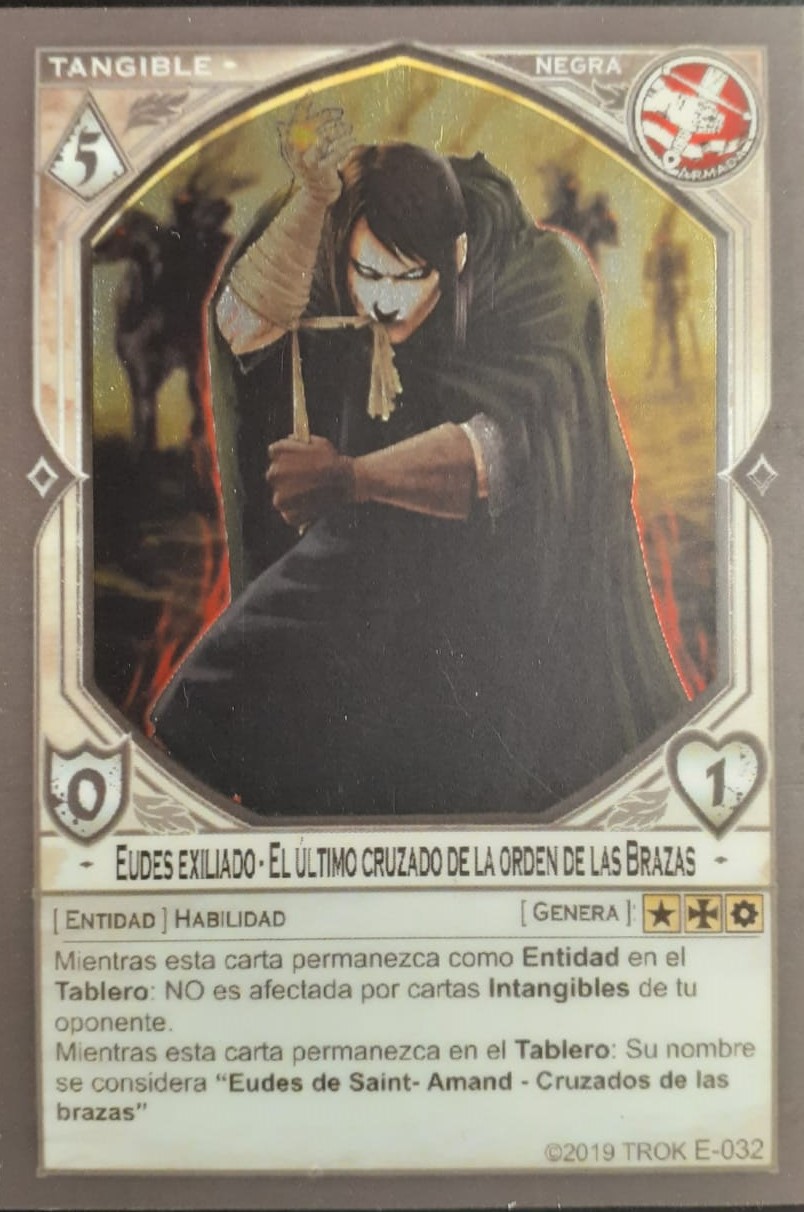 TANGIBLE -
NEGRA
5
ARMADA
0
1
- EUDES EXILIADO · EL ÚLTIMO CRUZADO DE LA ORDEN DE LAS BRAZAS -
[ ENTIDAD ] HABILIDAD
[ GENERA ]:
Mientras esta carta permanezca como Entidad en el
Tablero: NO es afectada por cartas Intangibles de tu
oponente.
Mientras esta carta permanezca en el Tablero: Su nombre
se considera “Eudes de Saint- Amand - Cruzados de las
brazas”
©2019 TROK E-032